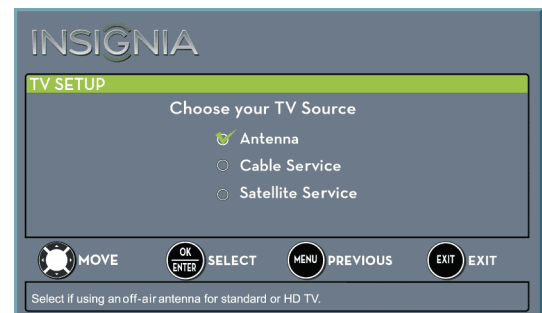 INSIGNIA
TV SETUP
Choose your TV Source
Antenna
Cable Service
Satellite Service
MOVE OK ENTER SELECT MENU PREVIOUS EXIT EXIT
Select if using an off-air antenna for standard or HD TV.